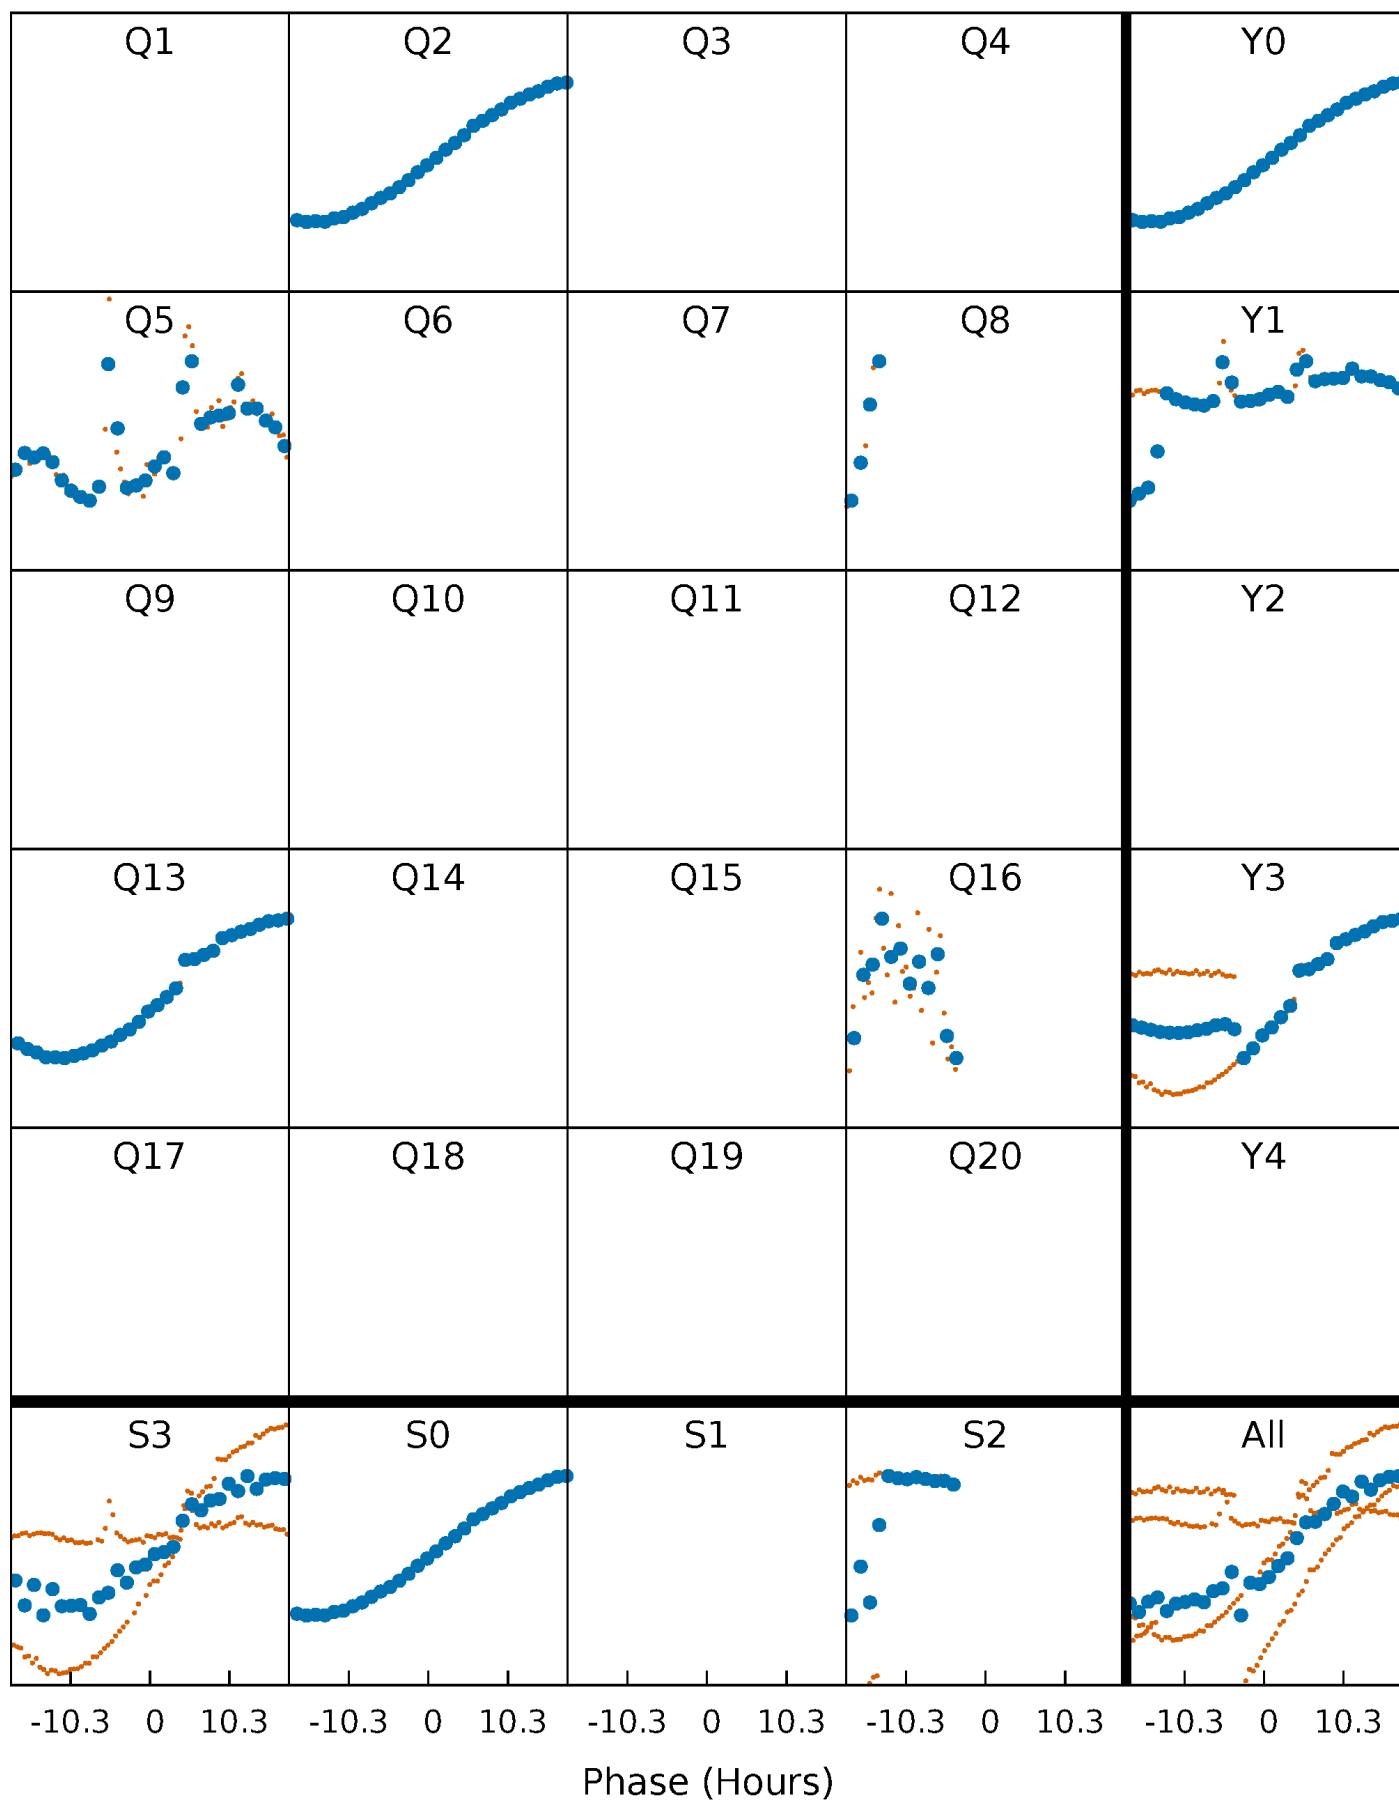 Q1 Q2 Q3 Q4 Y0
Q5 Q6 Q7 Q8 Y1
Q9 Q10 Q11 Q12 Y2
Q13 Q14 Q15 Q16 Y3
Q17 Q18 Q19 Q20 Y4
S3 S0 S1 S2 All
-10.3 0 10.3 -10.3 0 10.3 -10.3 0 10.3 -10.3 0 10.3 -10.3 0 10.3
Phase (Hours)